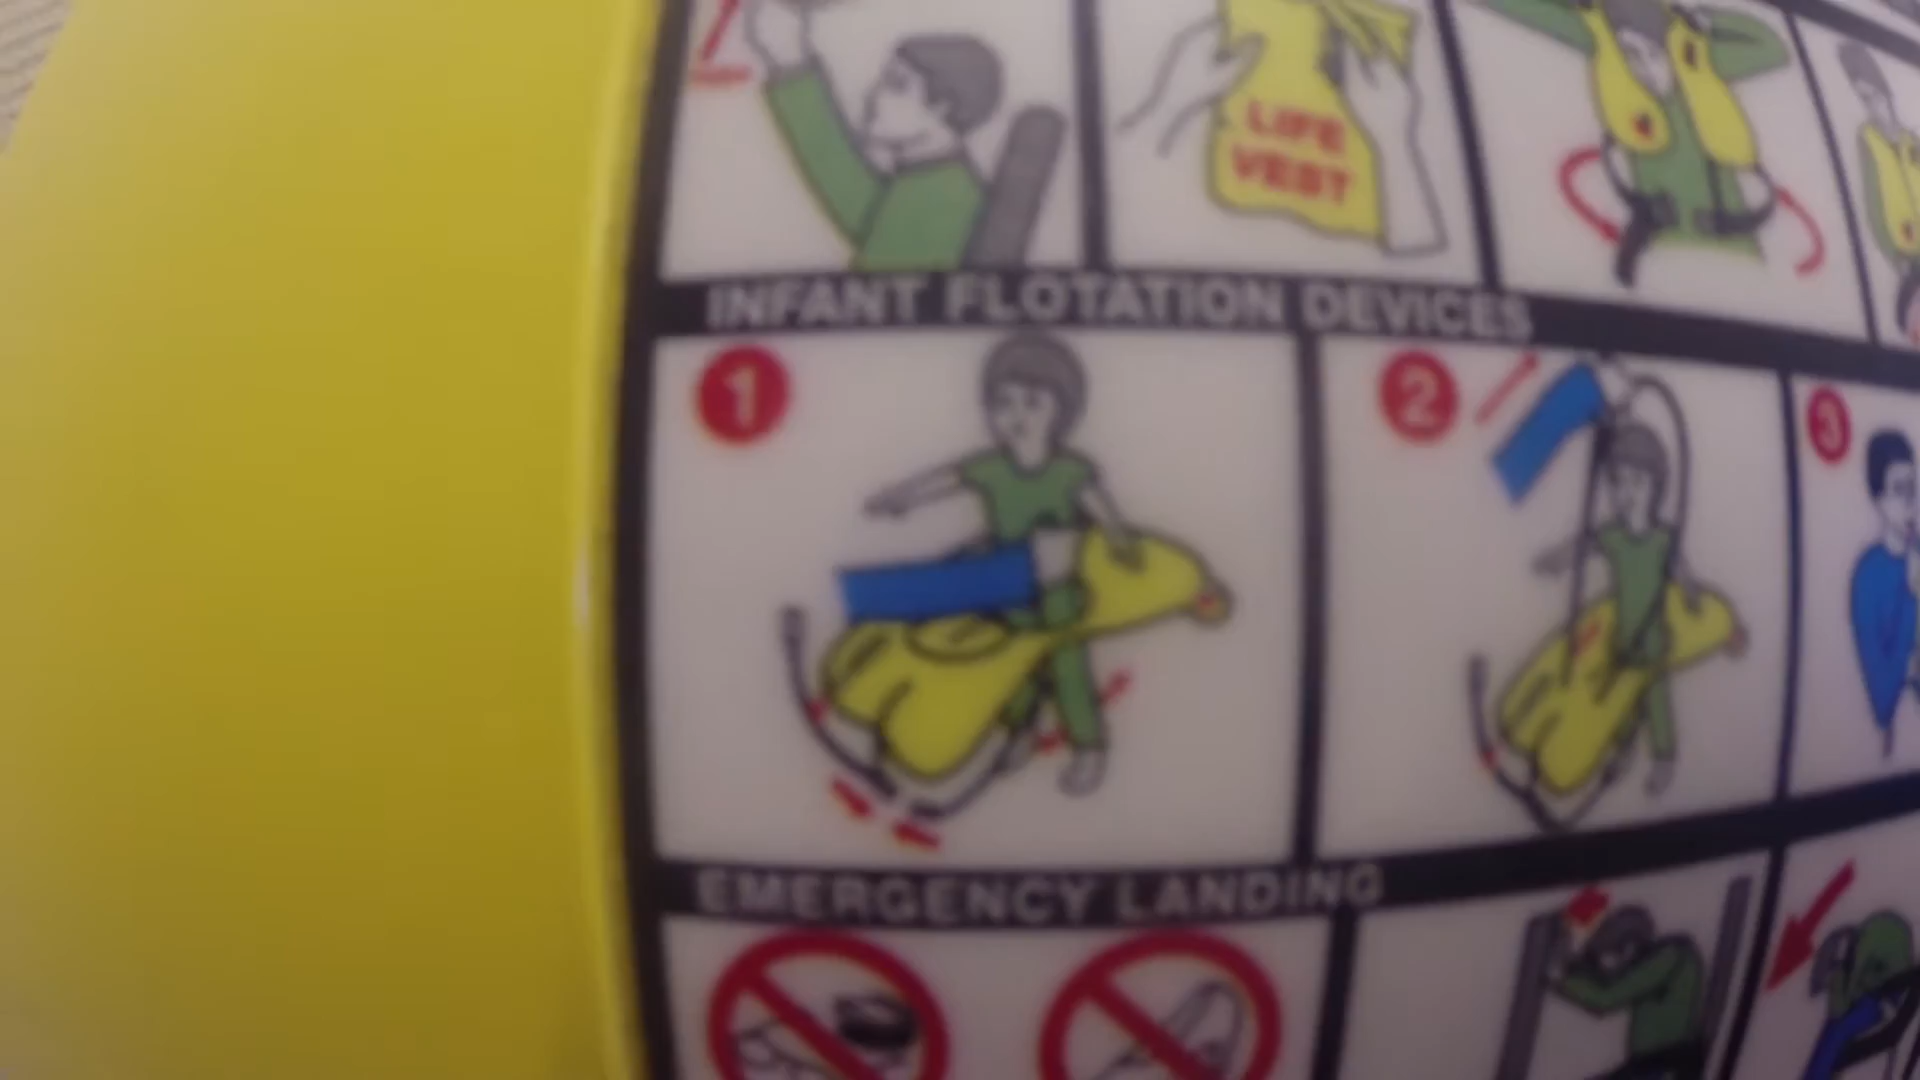 LIFE
VEST
INFANT FLOTATION DEVICES
1
2
3
EMERGENCY LANDING